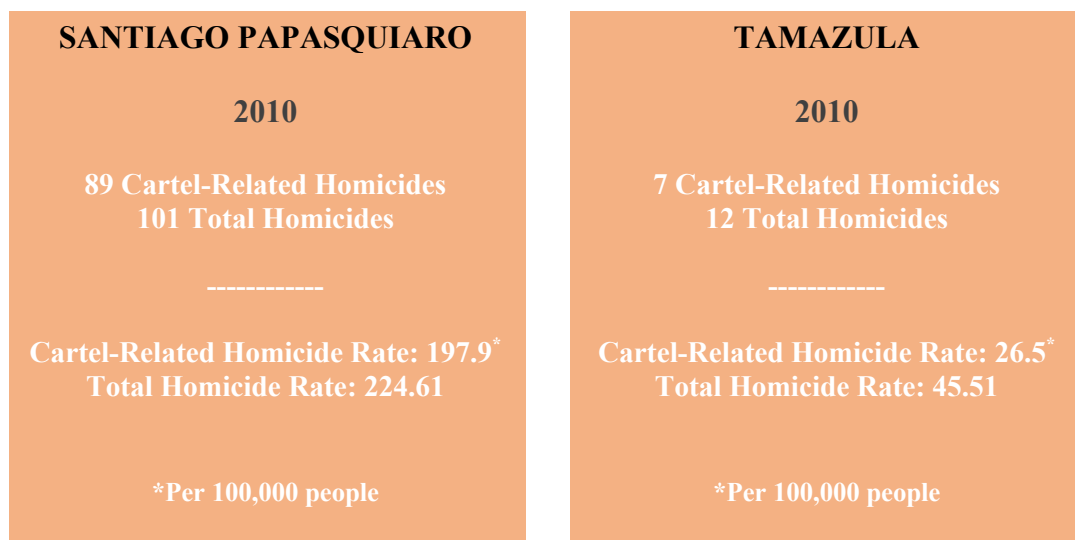 SANTIAGO PAPASQUIARO
2010
89 Cartel-Related Homicides
101 Total Homicides
------------
Cartel-Related Homicide Rate: 197.9*
Total Homicide Rate: 224.61
*Per 100,000 people
TAMAZULA
2010
7 Cartel-Related Homicides
12 Total Homicides
------------
Cartel-Related Homicide Rate: 26.5*
Total Homicide Rate: 45.51
*Per 100,000 people